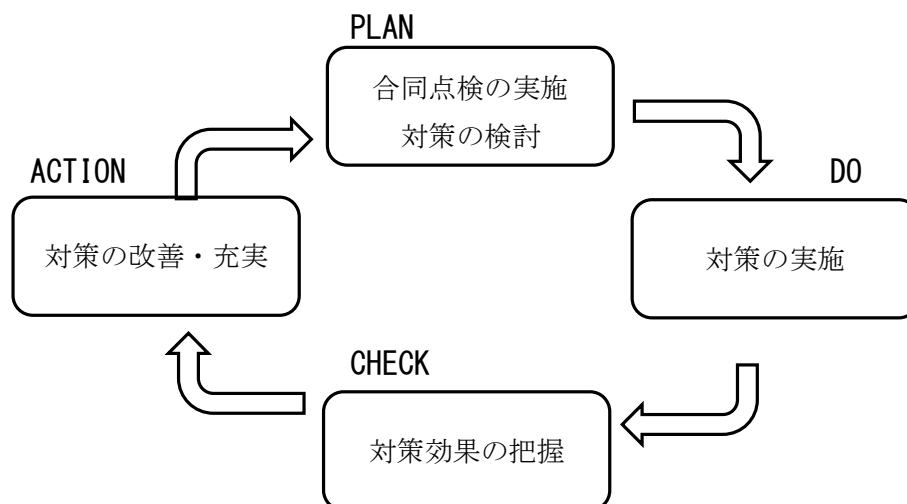 PLAN
合同点検の実施
対策の検討
ACTION
DO
対策の改善・充実
対策の実施
CHECK
対策効果の把握